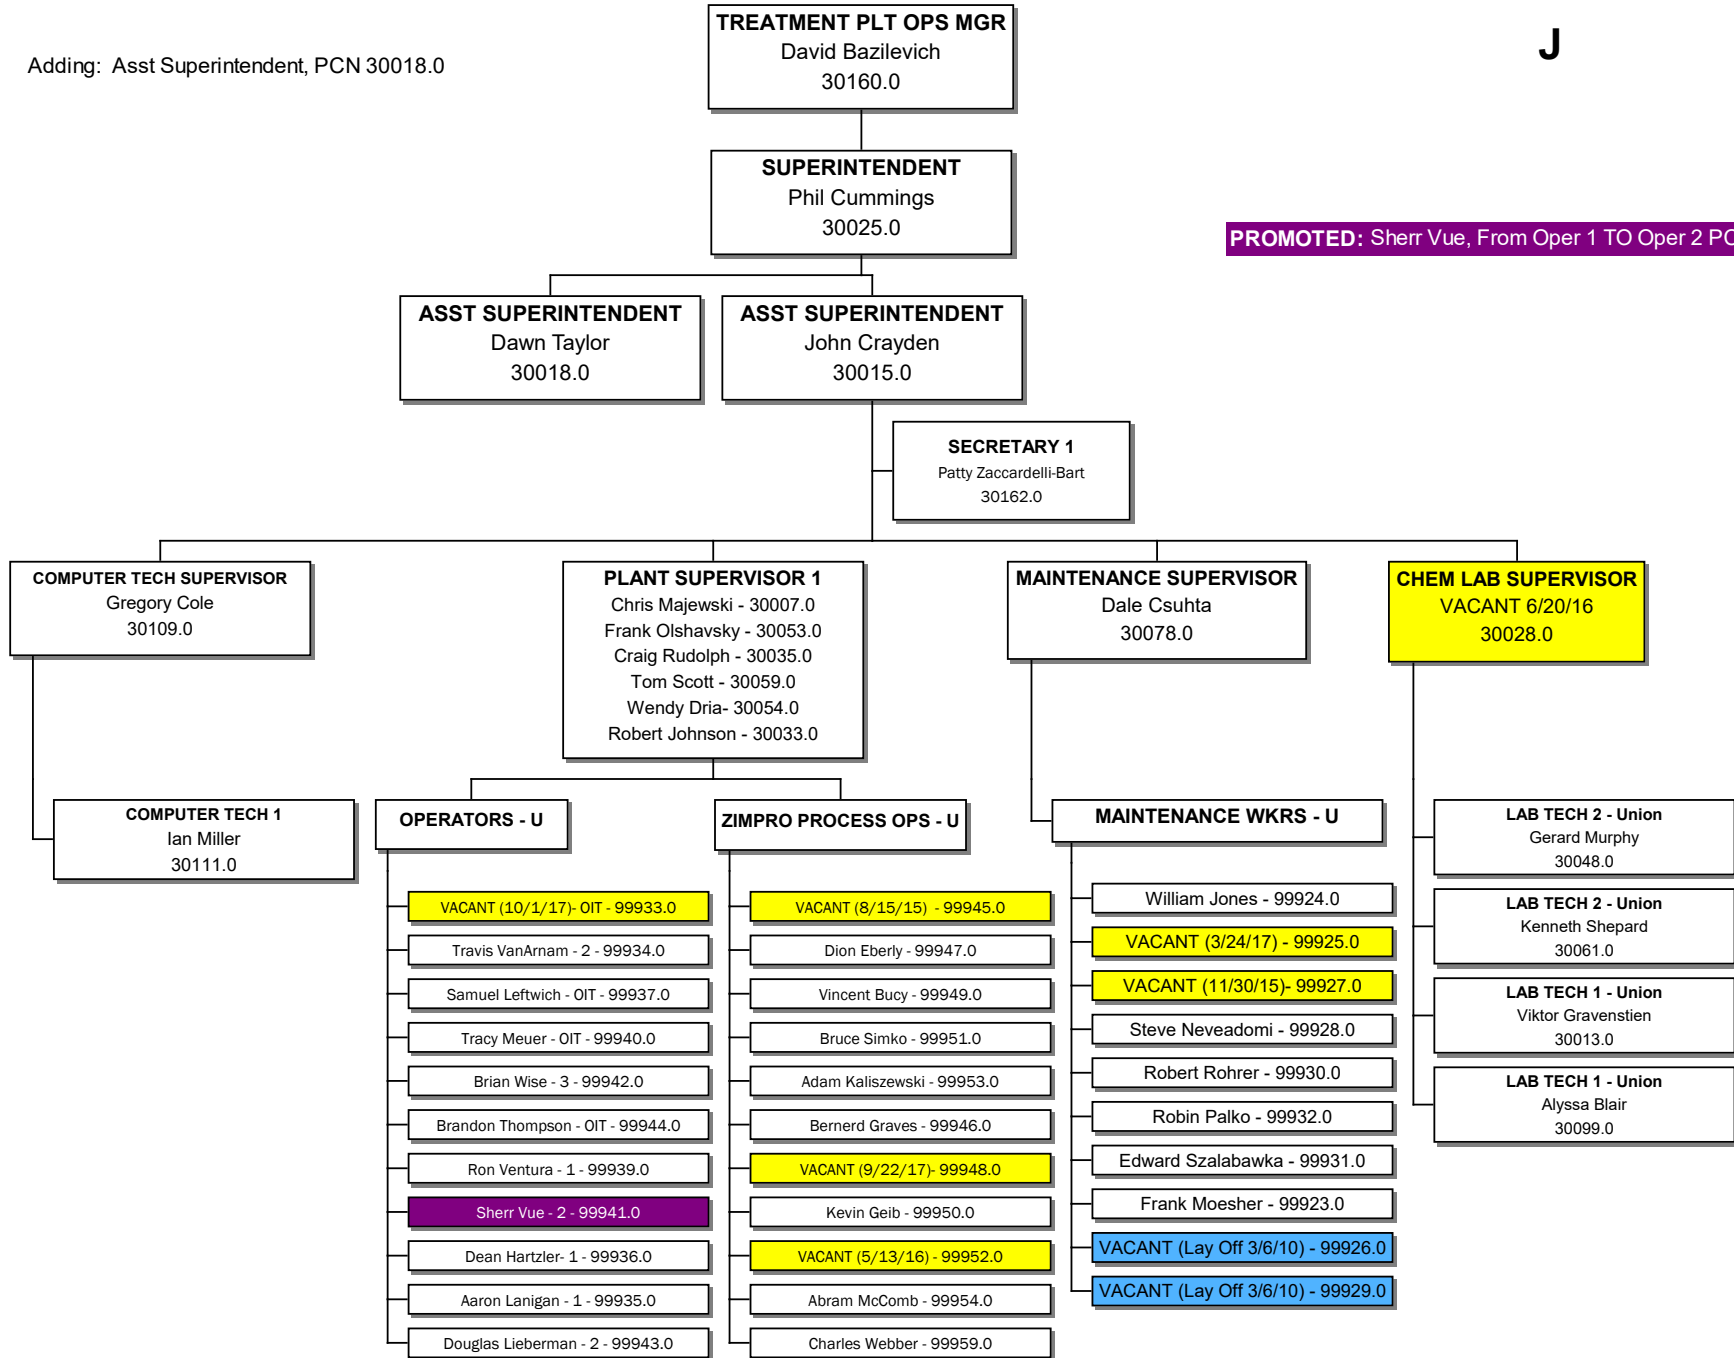 TREATMENT PLT OPS MGR
David Bazilevich
30160.0
J
Adding: Asst Superintendent, PCN 30018.0
SUPERINTENDENT
Phil Cummings
30025.0
PROMOTED: Sherr Vue, From Oper 1 TO Oper 2 PC
ASST SUPERINTENDENT
Dawn Taylor
30018.0
ASST SUPERINTENDENT
John Crayden
30015.0
SECRETARY 1
Patty Zaccardelli-Bart
30162.0
COMPUTER TECH SUPERVISOR
Gregory Cole
30109.0
PLANT SUPERVISOR 1
Chris Majewski - 30007.0
Frank Olshavsky - 30053.0
Craig Rudolph - 30035.0
Tom Scott - 30059.0
Wendy Dria- 30054.0
Robert Johnson - 30033.0
MAINTENANCE SUPERVISOR
Dale Csuhta
30078.0
CHEM LAB SUPERVISOR
VACANT 6/20/16
30028.0
COMPUTER TECH 1
Ian Miller
30111.0
OPERATORS - U
VACANT (10/1/17)- OIT - 99933.0
Travis VanArnam - 2 - 99934.0
Samuel Leftwich - OIT - 99937.0
Tracy Meuer - OIT - 99940.0
Brian Wise - 3 - 99942.0
Brandon Thompson - OIT - 99944.0
Ron Ventura - 1 - 99939.0
Sherr Vue - 2 - 99941.0
Dean Hartzler- 1 - 99936.0
Aaron Lanigan - 1 - 99935.0
Douglas Lieberman - 2 - 99943.0
ZIMPRO PROCESS OPS - U
VACANT (8/15/15) - 99945.0
Dion Eberly - 99947.0
Vincent Bucy - 99949.0
Bruce Simko - 99951.0
Adam Kaliszewski - 99953.0
Bernerd Graves - 99946.0
VACANT (9/22/17)- 99948.0
Kevin Geib - 99950.0
VACANT (5/13/16) - 99952.0
Abram McComb - 99954.0
Charles Webber - 99959.0
MAINTENANCE WKRS - U
William Jones - 99924.0
VACANT (3/24/17) - 99925.0
VACANT (11/30/15)- 99927.0
Steve Neveadomi - 99928.0
Robert Rohrer - 99930.0
Robin Palko - 99932.0
Edward Szalabawka - 99931.0
Frank Moesher - 99923.0
VACANT (Lay Off 3/6/10) - 99926.0
VACANT (Lay Off 3/6/10) - 99929.0
LAB TECH 2 - Union
Gerard Murphy
30048.0
LAB TECH 2 - Union
Kenneth Shepard
30061.0
LAB TECH 1 - Union
Viktor Gravenstien
30013.0
LAB TECH 1 - Union
Alyssa Blair
30099.0